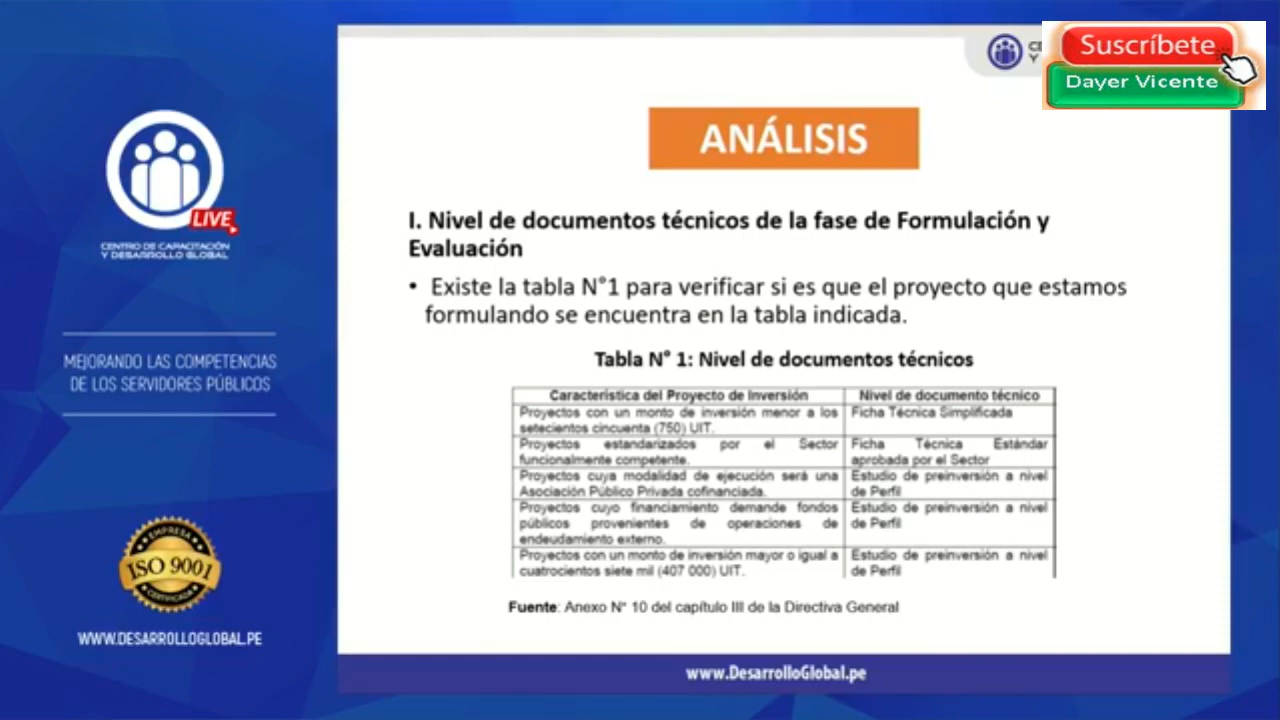 CE
Y
Suscríbete
Dayer Vicente
LIVE
CENTRO DE CAPACITACIÓN
Y DESARROLLO GLOBAL
MEJORANDO LAS COMPETENCIAS
DE LOS SERVIDORES PÚBLICOS
EMPRESA
ISO 9001
CERTIFICADA
WWW.DESARROLLOGLOBAL.PE
ANÁLISIS
I. Nivel de documentos técnicos de la fase de Formulación y
Evaluación
• Existe la tabla N°1 para verificar si es que el proyecto que estamos
formulando se encuentra en la tabla indicada.
Tabla N° 1: Nivel de documentos técnicos
Característica del Proyecto de Inversión Nivel de documento técnico
Proyectos con un monto de inversión menor a los Ficha Técnica Simplificada
setecientos cincuenta (750) UIT.
Proyectos estandarizados por el Sector Ficha Técnica Estándar
funcionalmente competente. aprobada por el Sector
Proyectos cuya modalidad de ejecución será una Estudio de preinversión a nivel
Asociación Público Privada cofinanciada. de Perfil
Proyectos cuyo financiamiento demande fondos Estudio de preinversión a nivel
públicos provenientes de operaciones de de Perfil
endeudamiento externo.
Proyectos con un monto de inversión mayor o igual a Estudio de preinversión a nivel
cuatrocientos siete mil (407 000) UIT. de Perfil
Fuente: Anexo N° 10 del capítulo III de la Directiva General
www.DesarrolloGlobal.pe